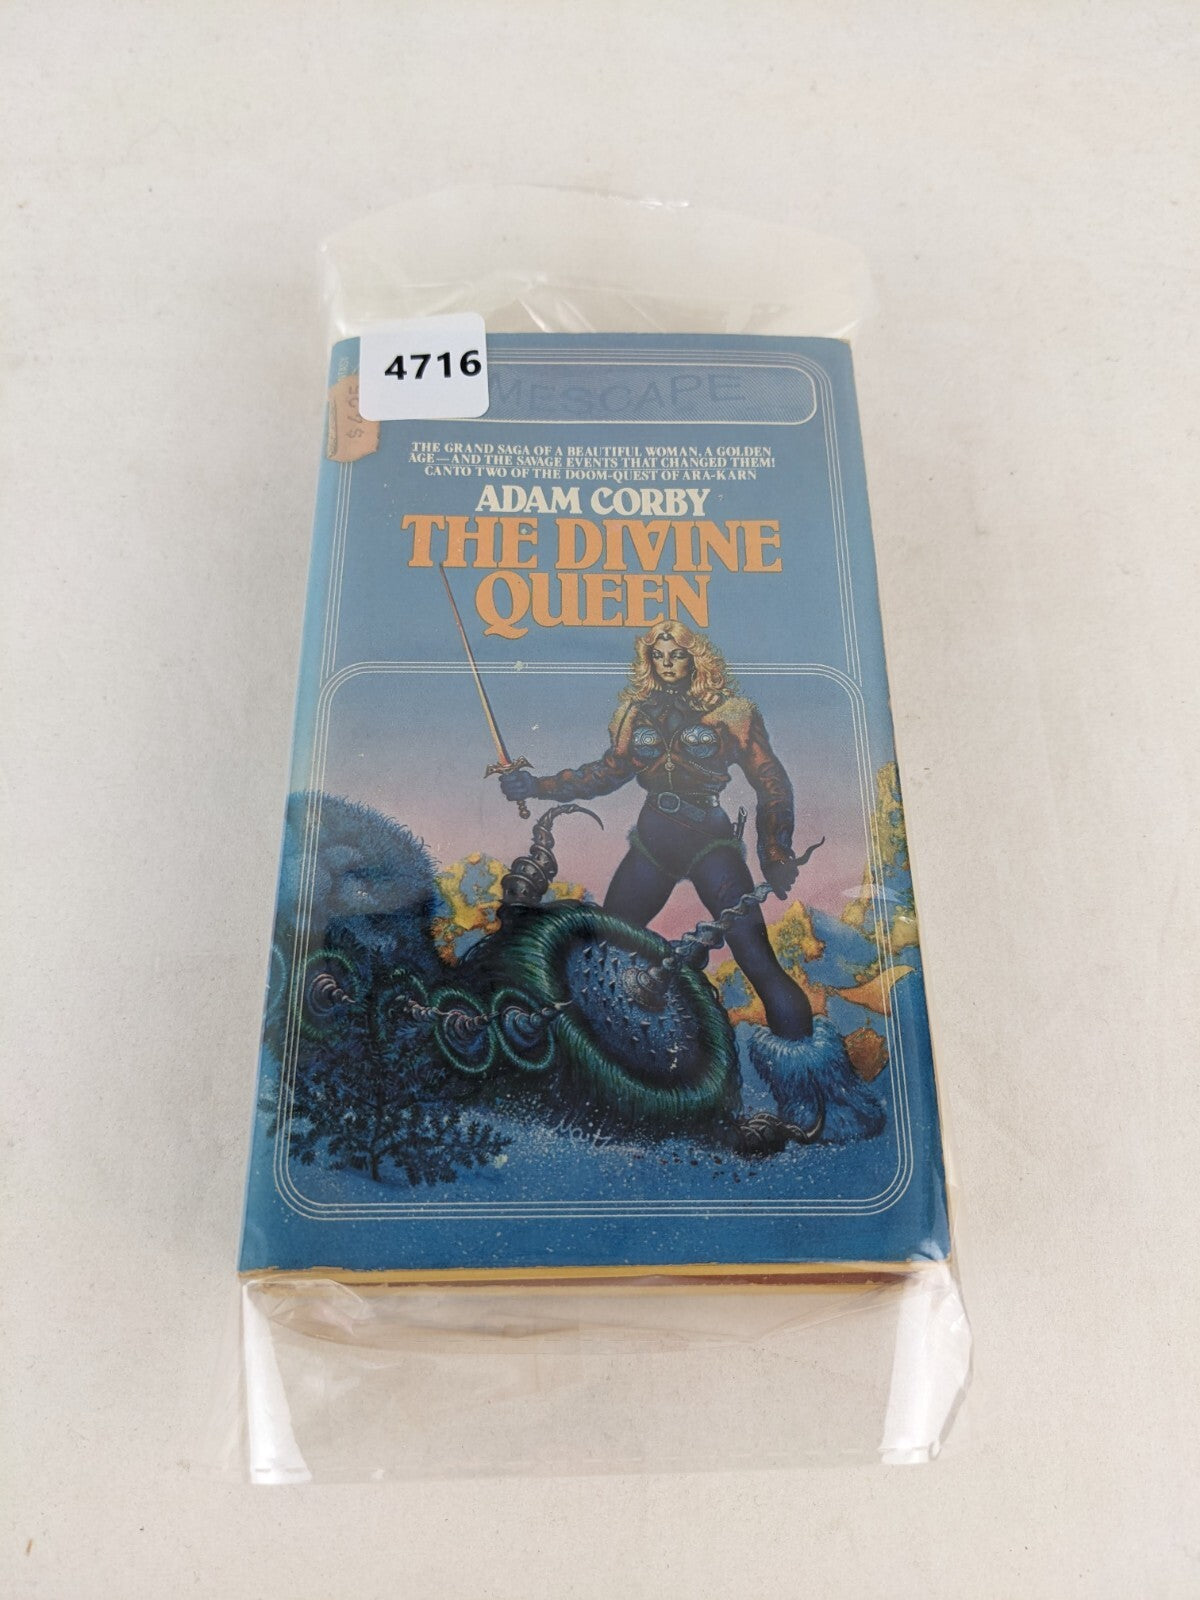 4716
MESCAPE
THE GRAND SAGA OF A BEAUTIFUL WOMAN, A GOLDEN
AGE—AND THE SAVAGE EVENTS THAT CHANGED THEM!
CANTO TWO OF THE DOOM-QUEST OF ARA-KARN
ADAM CORBY
THE DIVINE
QUEEN
Maitz